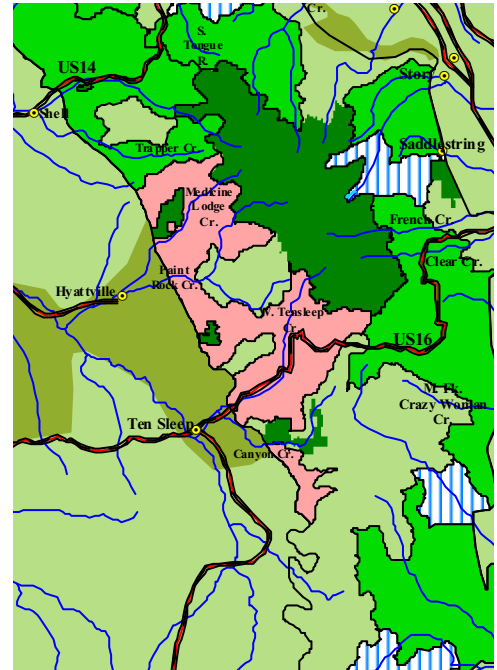 Cr.
S.
Tongue
R.
US14
Story
Shell
Saddlestring
Trapper Cr.
Medicine
Lodge
Cr.
French Cr.
Clear Cr.
Paint
Rock Cr.
Hyattville
W. Tensleep
Cr.
US16
M. Fk.
Crazy Woman
Cr.
Ten Sleep
Canyon Cr.